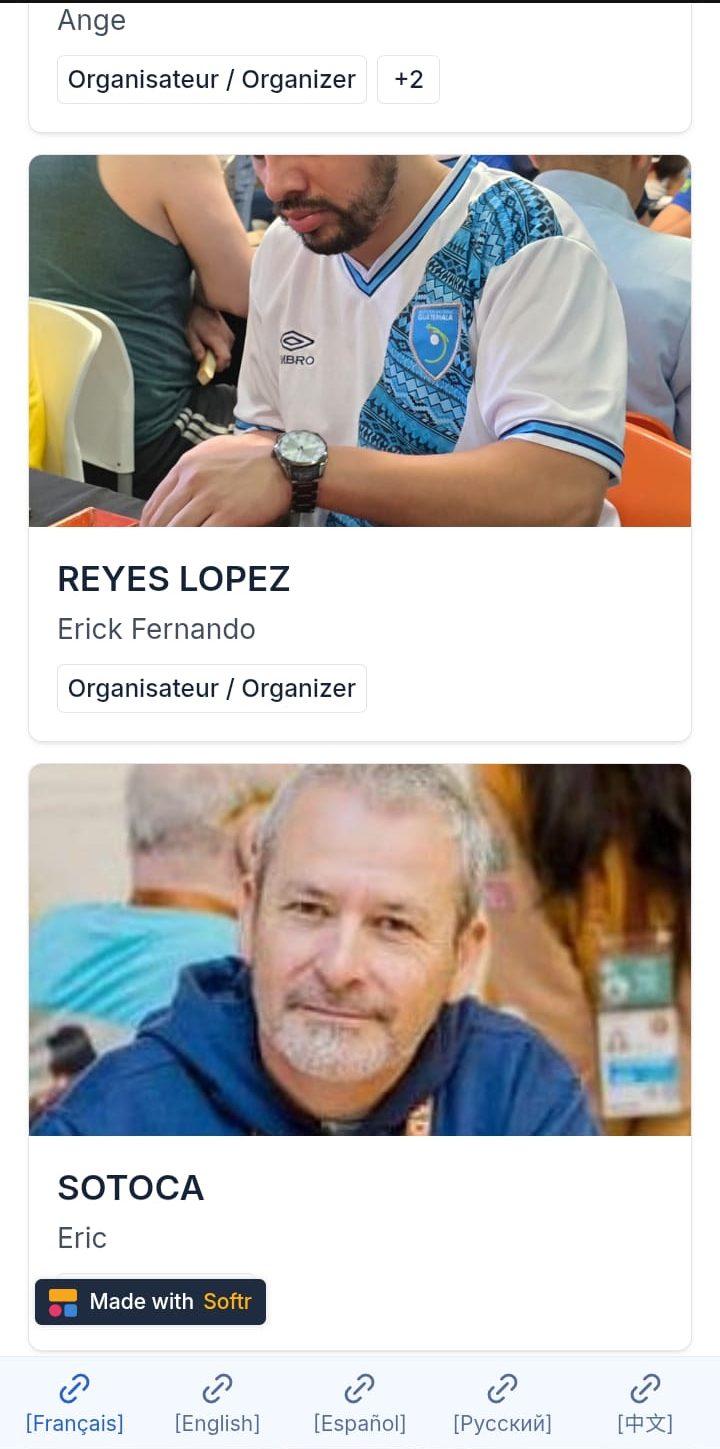 Ange
Organisateur / Organizer
+2
GUATEMALA
REYES LOPEZ
Erick Fernando
Organisateur / Organizer
SOTOCA
Eric
Made with Softr
[Français]
[English]
[Español]
[Русский]
[中文]